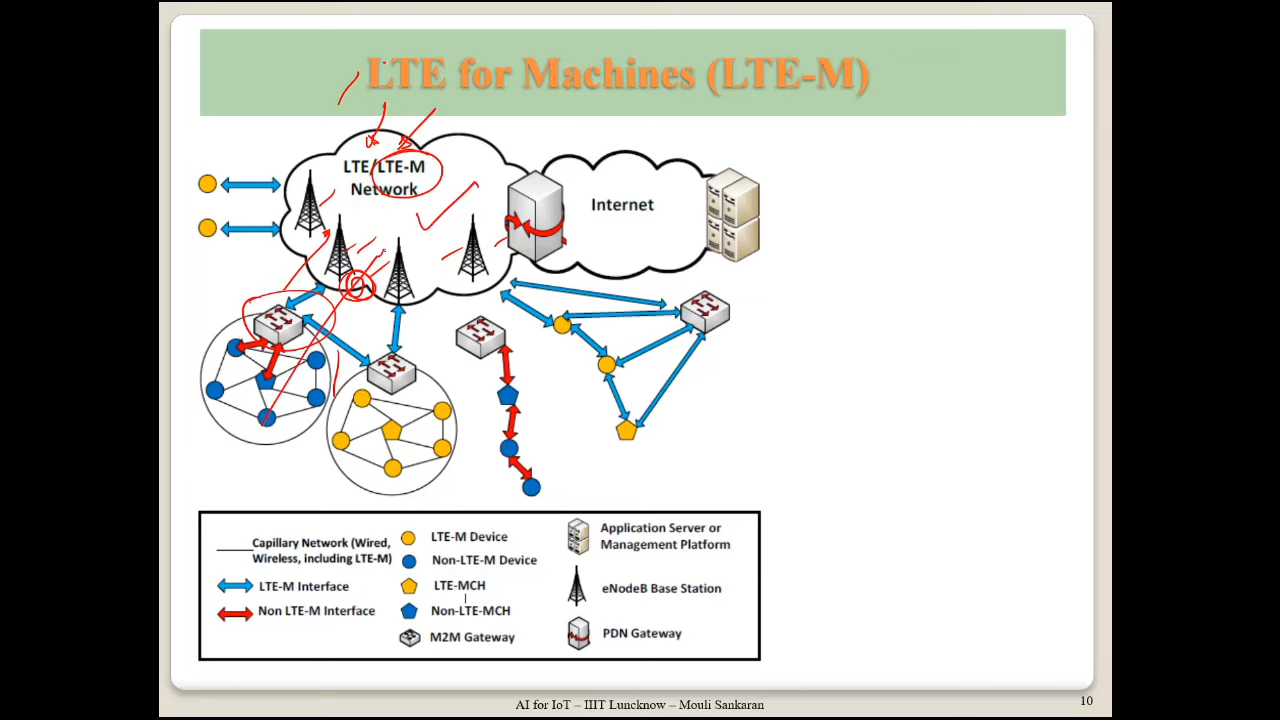 LTE for Machines (LTE-M)
LTE/LTE-M
Network
Internet
Capillary Network (Wired,
Wireless, including LTE-M)
LTE-M Interface
Non LTE-M Interface
LTE-M Device
Non-LTE-M Device
LTE-MCH
Non-LTE-MCH
M2M Gateway
Application Server or
Management Platform
eNodeB Base Station
PDN Gateway
AI for IoT – IIIT Luncknow – Mouli Sankaran
10